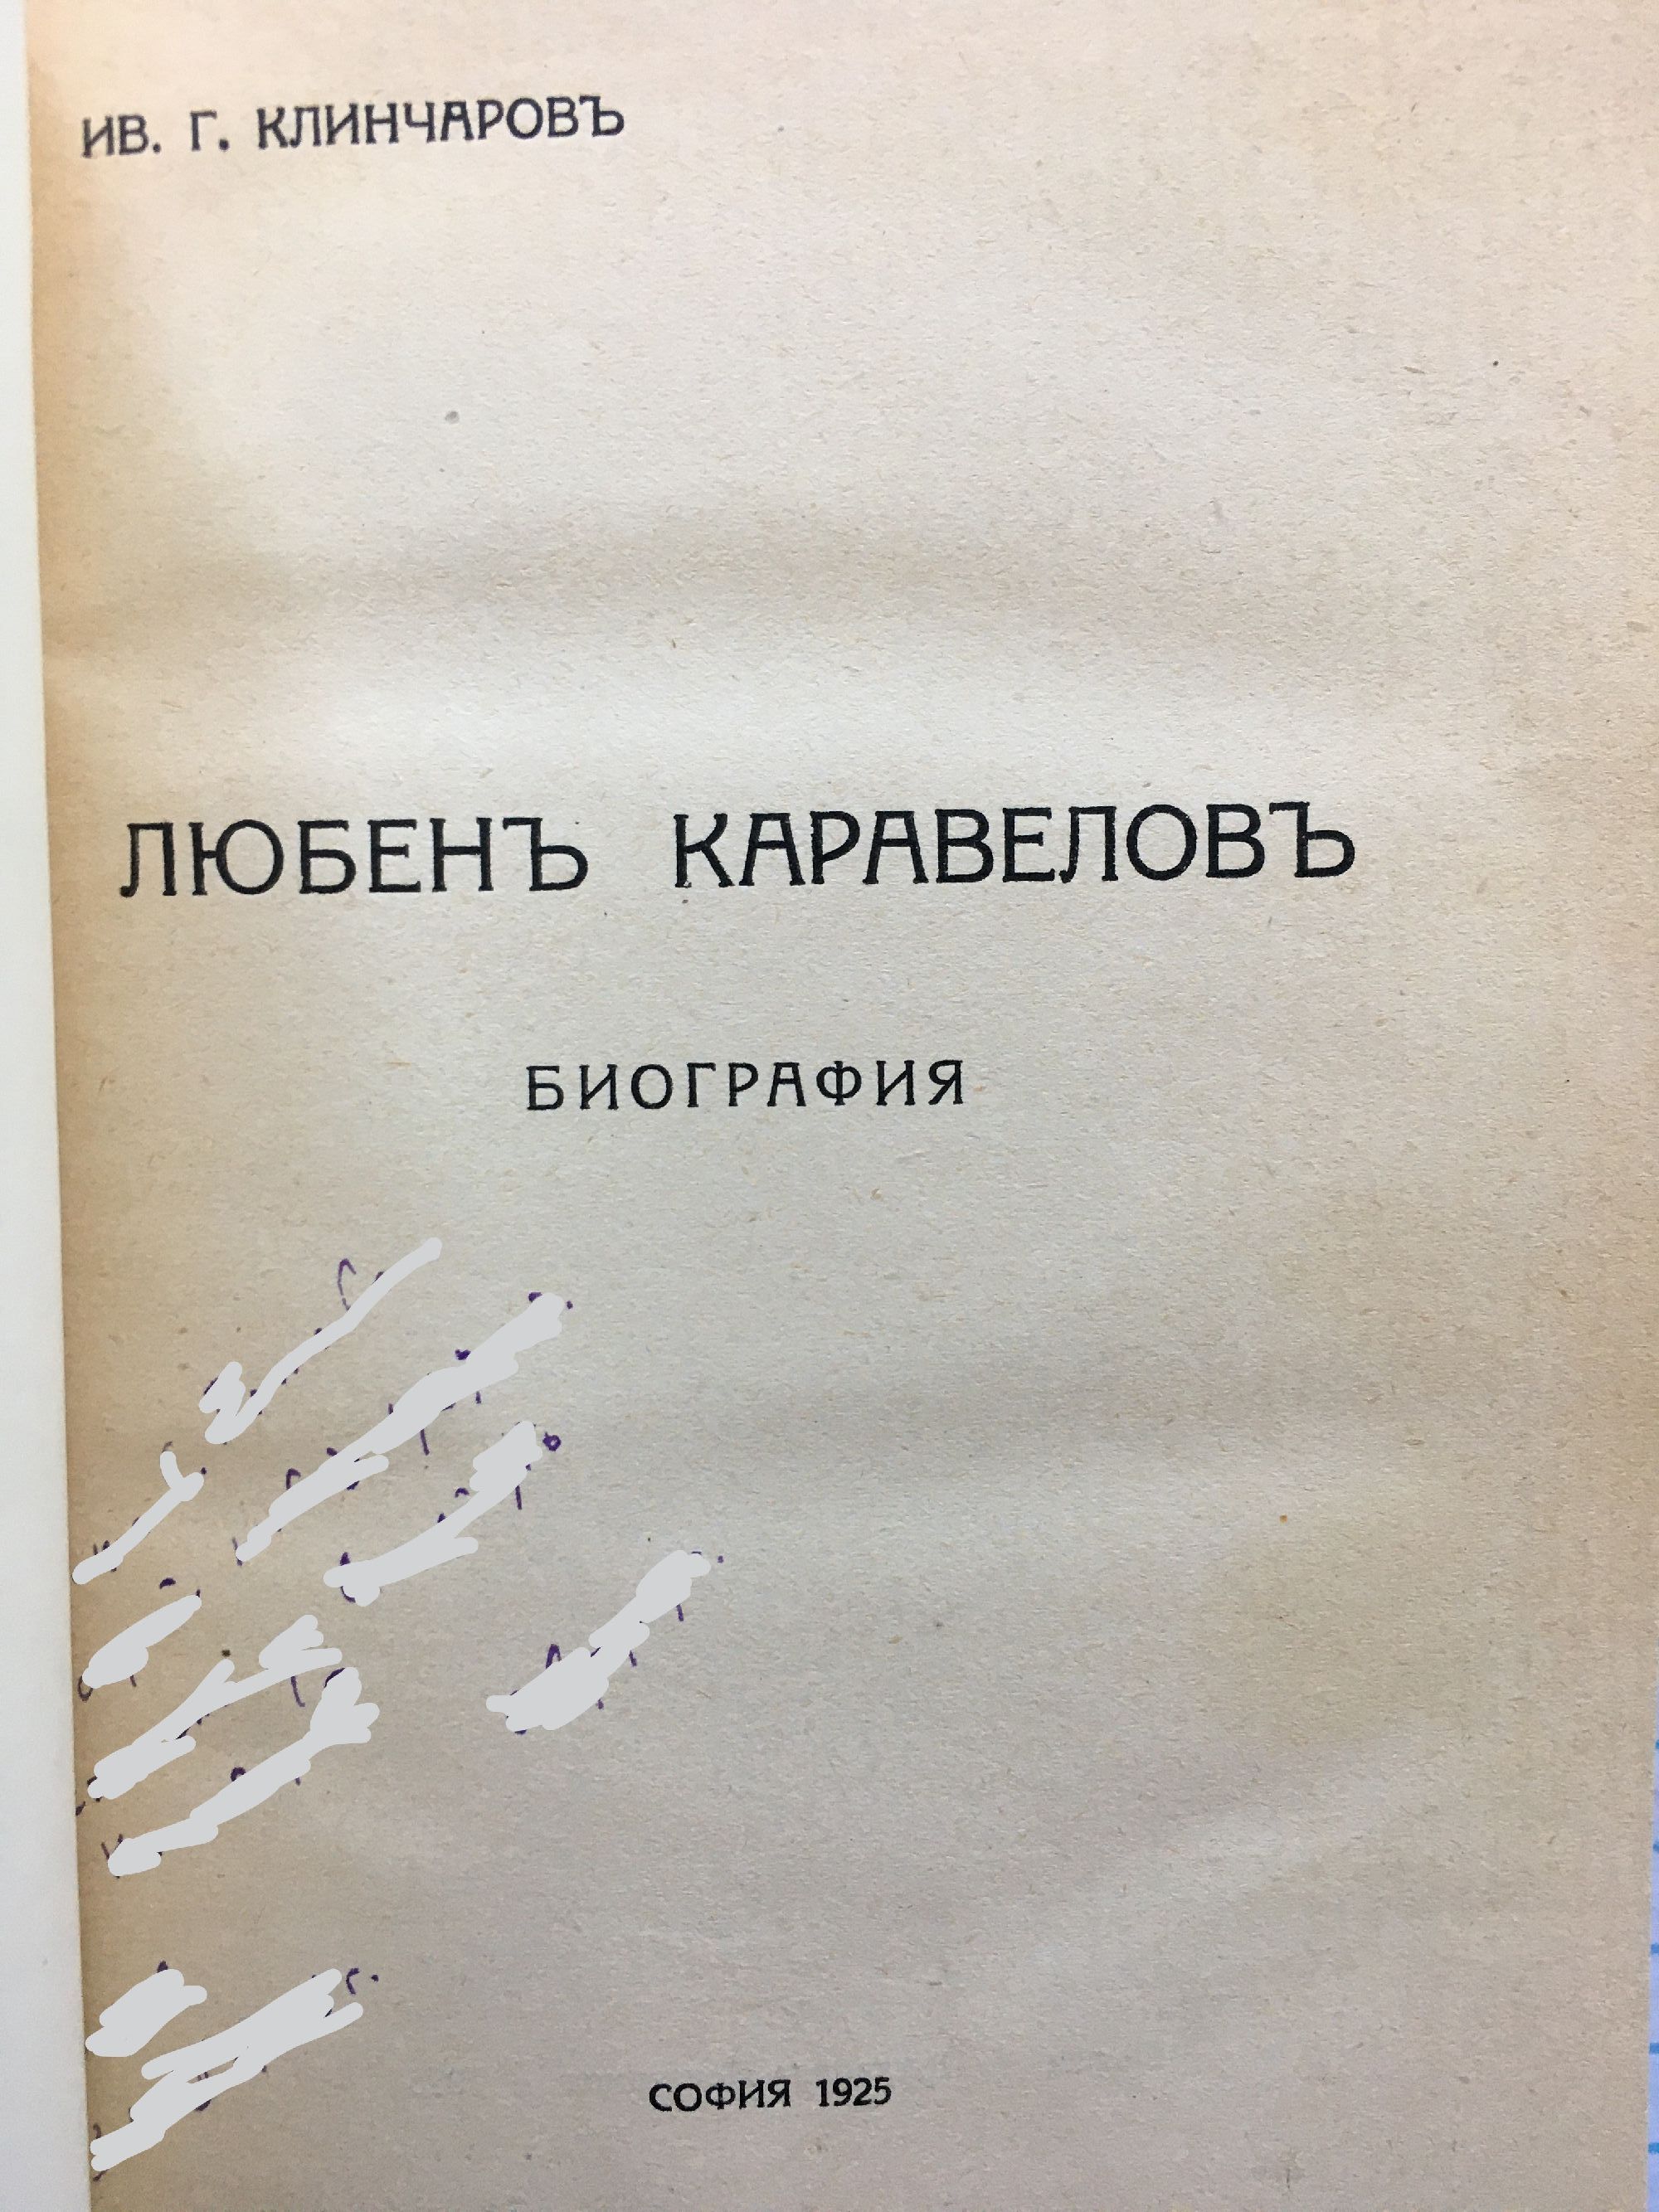 ИВ. Г. КЛИНЧАРОВЪ
ЛЮБЕНЪ КАРАВЕЛОВЪ
БИОГРАФИЯ
СОФИЯ 1925